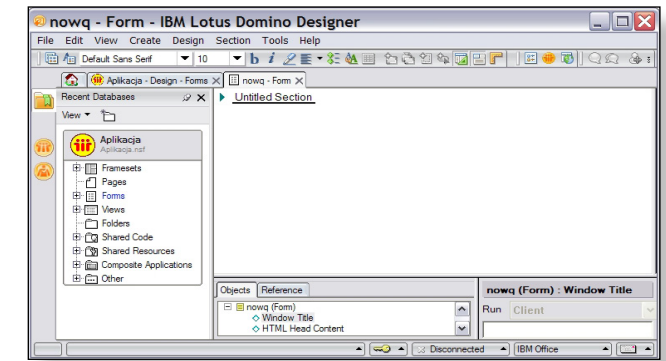 nowq - Form - IBM Lotus Domino Designer
File Edit View Create Design Section Tools Help
Default Sans Serif 10 b i
Aplikacja - Design - Forms nowq - Form
Recent Databases
Untitled Section
View
Aplikacja
Aplikacja.nsf
Framesets
Pages
Forms
Views
Folders
Shared Code
Shared Resources
Composite Applications
Other
Objects Reference
nowq (Form) : Window Title
nowq (Form)
Window Title
HTML Head Content
Run Client
Disconnected IBM Office